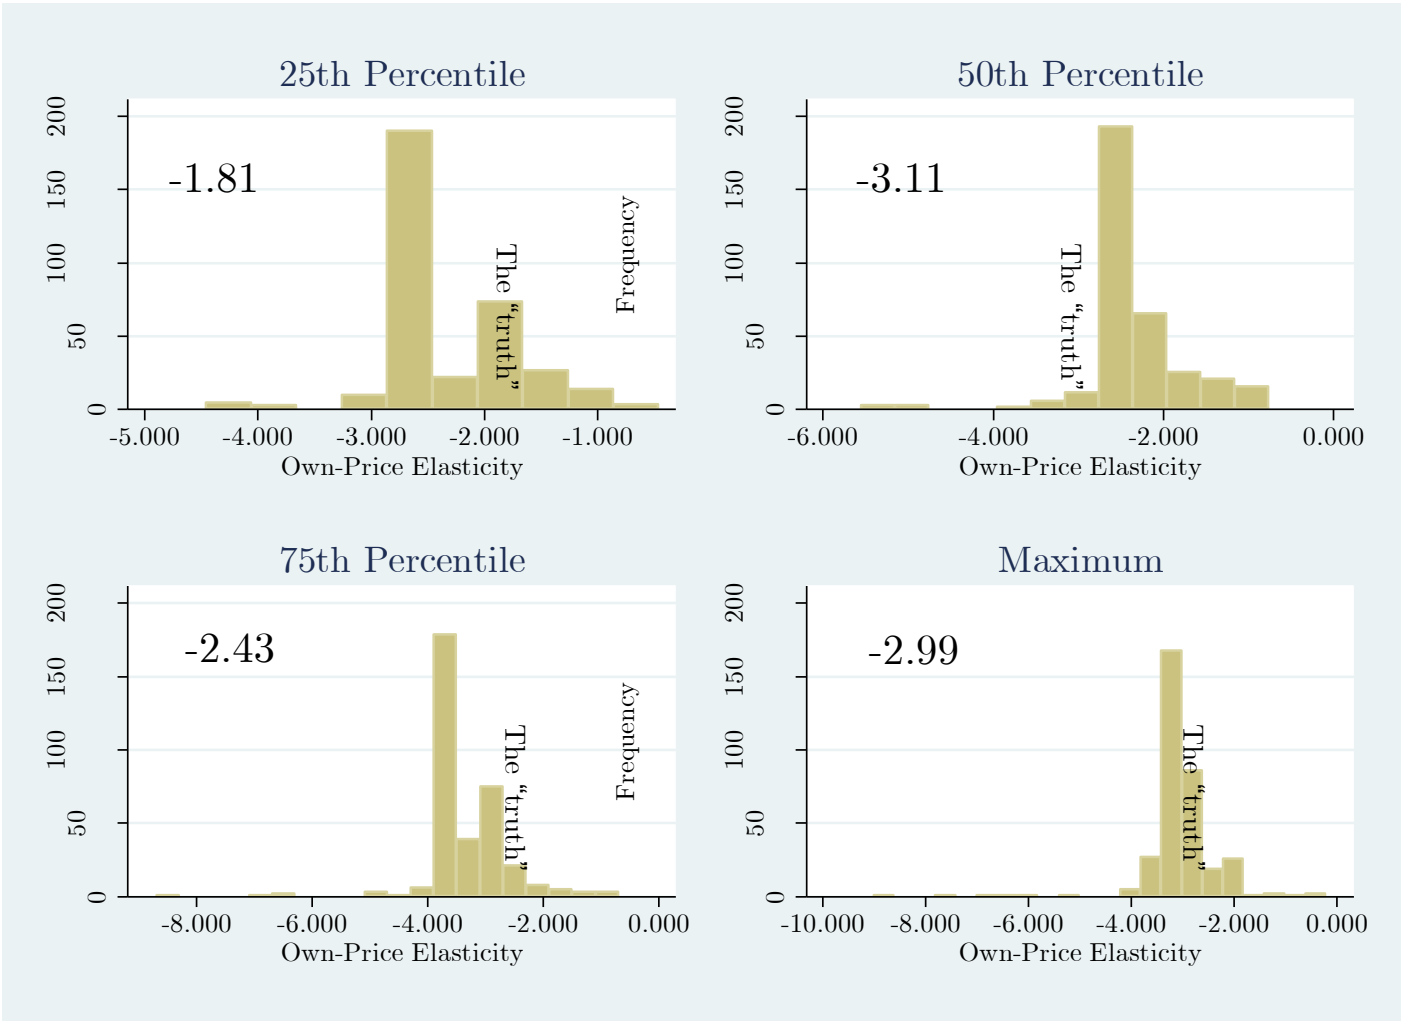 25th Percentile
200
150
100
50
0
-1.81
The “truth”
Frequency
-5.000 -4.000 -3.000 -2.000 -1.000
Own-Price Elasticity
50th Percentile
200
150
100
50
0
-3.11
The “truth”
-6.000 -4.000 -2.000 0.000
Own-Price Elasticity
75th Percentile
200
150
100
50
0
-2.43
The “truth”
Frequency
-8.000 -6.000 -4.000 -2.000 0.000
Own-Price Elasticity
Maximum
200
150
100
50
0
-2.99
The “truth”
-10.000 -8.000 -6.000 -4.000 -2.000 0.000
Own-Price Elasticity